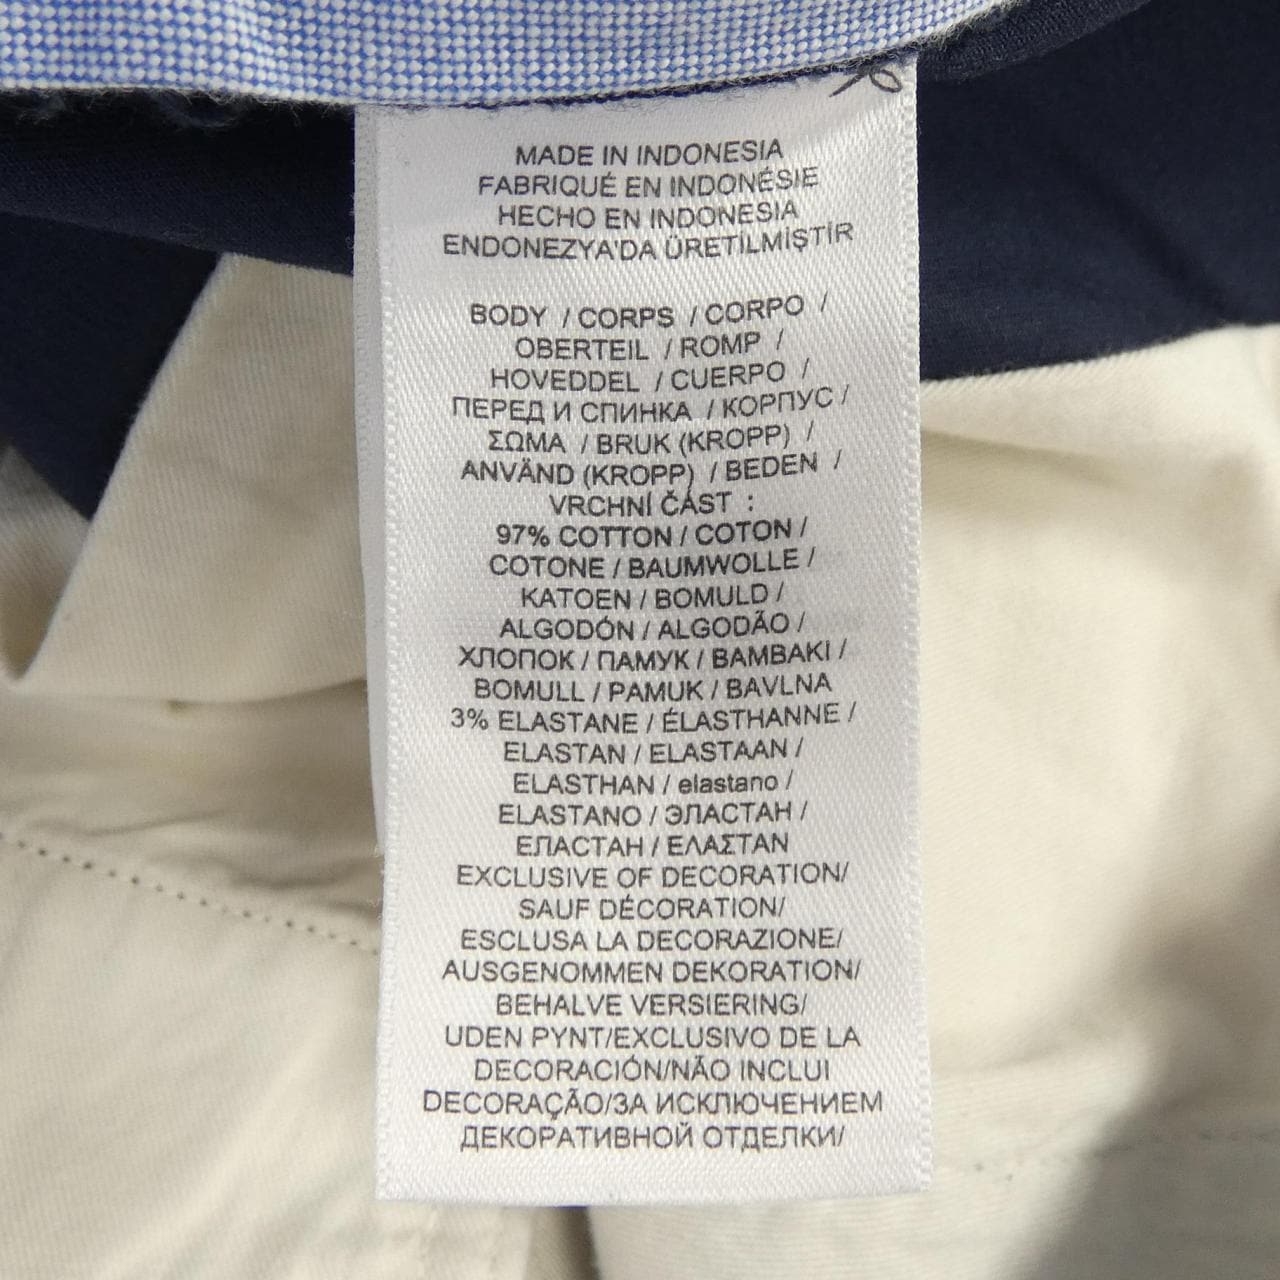 MADE IN INDONESIA
FABRIQUÉ EN INDONÉSIE
HECHO EN INDONESIA
ENDONEZYA'DA ÜRETİLMİŞTİR
BODY / CORPS / CORPO /
OBERTEIL / ROMP /
HOVEDDEL / CUERPO /
ПЕРЕД И СПИНКА / КОРПУС /
ΣΩΜΑ / BRUK (KROPP) /
ANVÄND (KROPP) / BEDEN /
VRCHNÍ ČÁST :
97% COTTON / COTON /
COTONE / BAUMWOLLE /
KATOEN / BOMULD /
ALGODÓN / ALGODÃO /
ХЛОПОК / ПАМУК / ΒΑΜΒΑΚΙ /
BOMULL / PAMUK / BAVLNA
3% ELASTANE / ÉLASTHANNE /
ELASTAN / ELASTAAN /
ELASTHAN / elastano /
ELASTANO / ЭЛАСТАН /
ЕЛАСТАН / ΕΛΑΣΤΑΝ
EXCLUSIVE OF DECORATION/
SAUF DÉCORATION/
ESCLUSA LA DECORAZIONE/
AUSGENOMMEN DEKORATION/
BEHALVE VERSIERING/
UDEN PYNT/EXCLUSIVO DE LA
DECORACIÓN/NÃO INCLUI
DECORAÇÃO/ЗА ИСКЛЮЧЕНИЕМ
ДЕКОРАТИВНОЙ ОТДЕЛКИ/